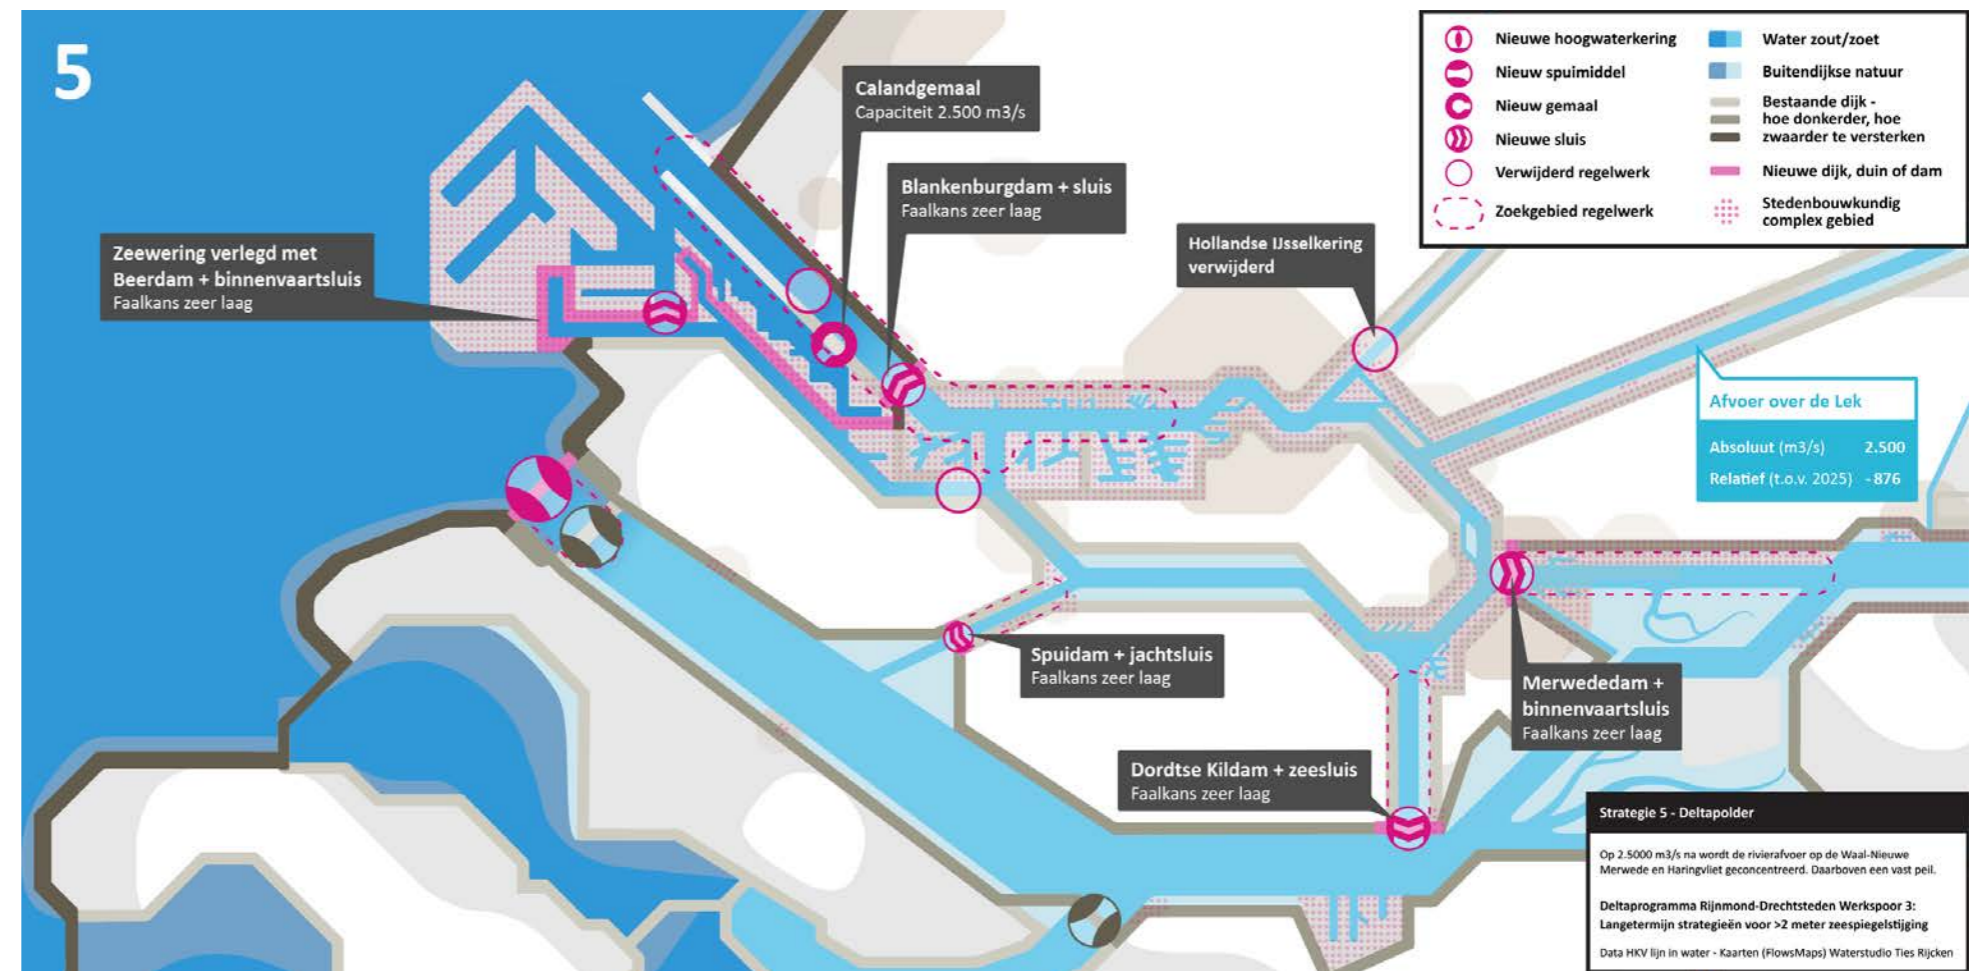 5
Nieuwe hoogwaterkering
Nieuw spuimiddel
Nieuw gemaal
Nieuwe sluis
Verwijderd regelwerk
Zoekgebied regelwerk
Water zout/zoet
Buitendijkse natuur
Bestaande dijk -
hoe donkerder, hoe
zwaarder te versterken
Nieuwe dijk, duin of dam
Stedenbouwkundig
complex gebied
Calandgemaal
Capaciteit 2.500 m3/s
Blankenburgdam + sluis
Faalkans zeer laag
Hollandse IJsselkering
verwijderd
Zeewering verlegd met
Beerdam + binnenvaartsluis
Faalkans zeer laag
Afvoer over de Lek
Absoluut (m3/s) 2.500
Relatief (t.o.v. 2025) - 876
Spuidam + jachtsluis
Faalkans zeer laag
Merwededam +
binnenvaartsluis
Faalkans zeer laag
Dordtse Kildam + zeesluis
Faalkans zeer laag
Strategie 5 - Deltapolder
Op 2.5000 m3/s na wordt de rivierafvoer op de Waal-Nieuwe
Merwede en Haringvliet geconcentreerd. Daarboven een vast peil.
Deltaprogramma Rijnmond-Drechtsteden Werkspoor 3:
Langetermijn strategieën voor >2 meter zeespiegelstijging
Data HKV lijn in water - Kaarten (FlowsMaps) Waterstudio Ties Rijcken